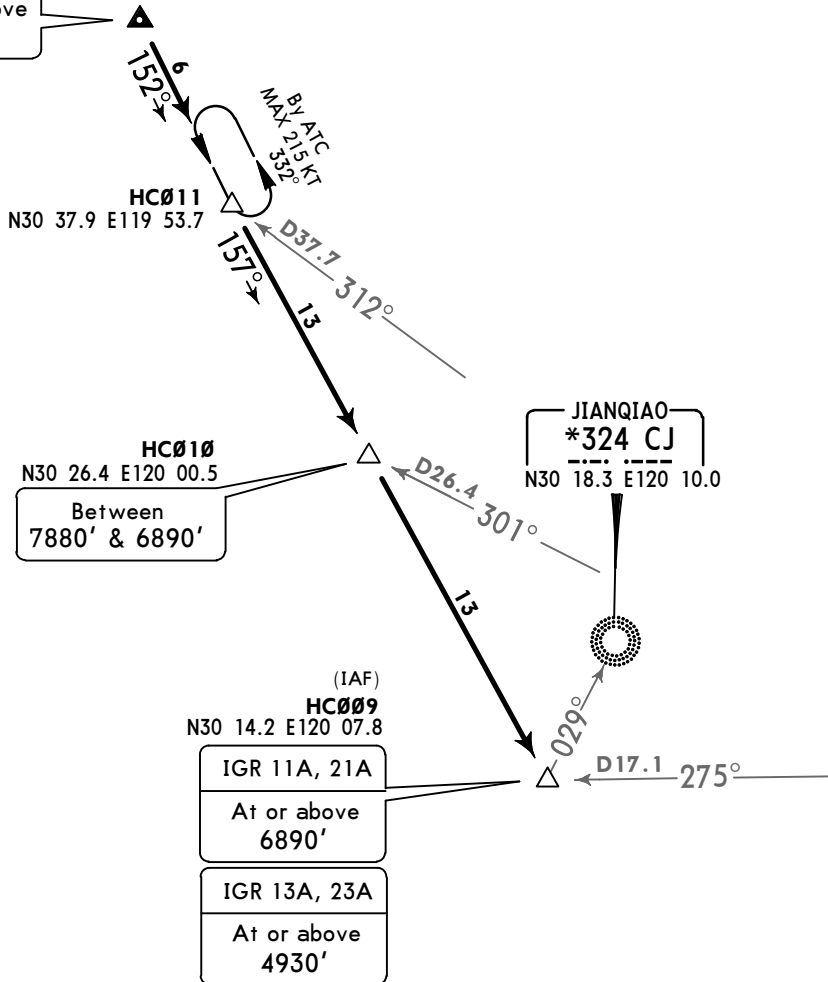 ve
6
152°
By ATC
MAX 215 KT
332°
HCØ11
N30 37.9 E119 53.7
157°
13
D37.7
312°
JIANQIAO
*324 CJ
N30 18.3 E120 10.0
HCØ1Ø
N30 26.4 E120 00.5
Between
7880' & 6890'
D26.4
301°
13
(IAF)
HCØØ9
N30 14.2 E120 07.8
029°
D17.1
275°
IGR 11A, 21A
At or above
6890'
IGR 13A, 23A
At or above
4930'